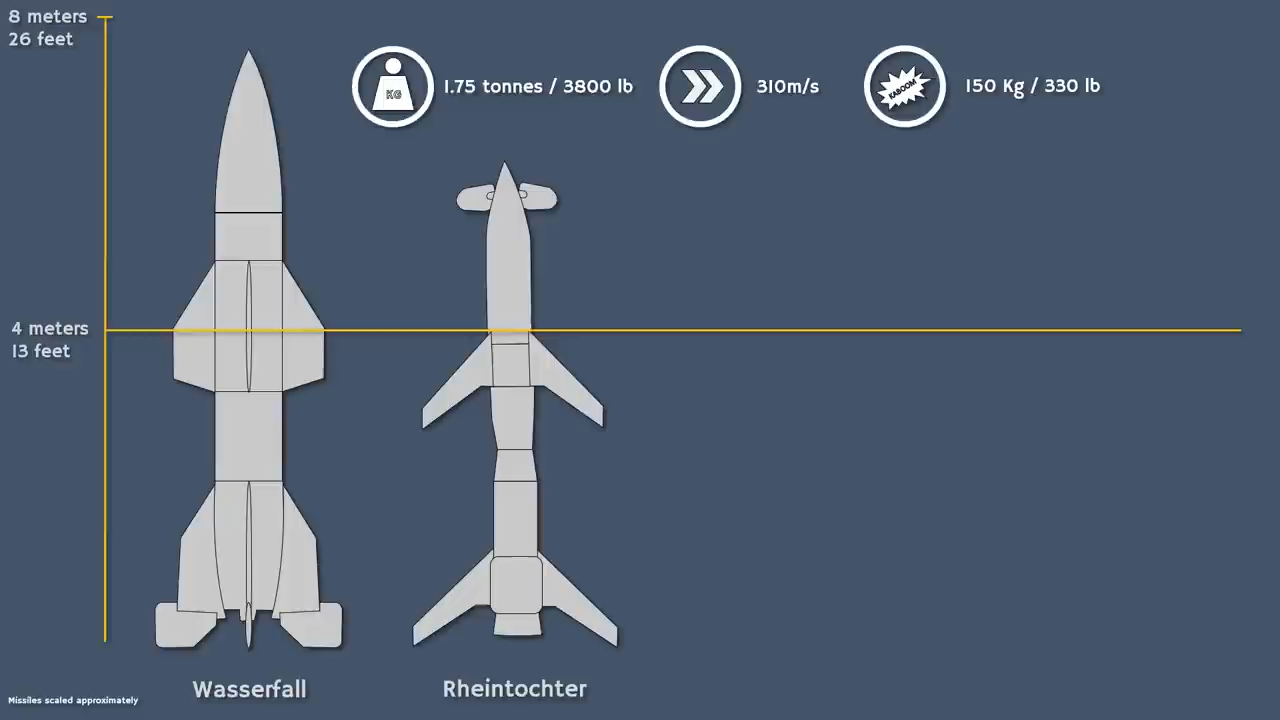 8 meters
26 feet
KG
1.75 tonnes / 3800 lb
310m/s
KABOOM
150 Kg / 330 lb
4 meters
13 feet
Wasserfall
Rheintochter
Missiles scaled approximately